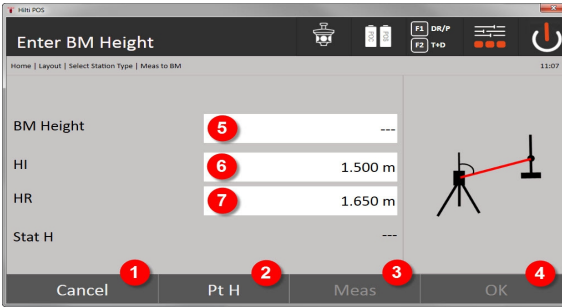 Hilti POS
Enter BM Height
POC
POS
F1 DR/P
F2 T+D
Home | Layout | Select Station Type | Meas to BM
11:07
BM Height
5
---
HI
6
1.500 m
HR
7
1.650 m
Stat H
---
1
2
3
4
Cancel
Pt H
Meas
OK